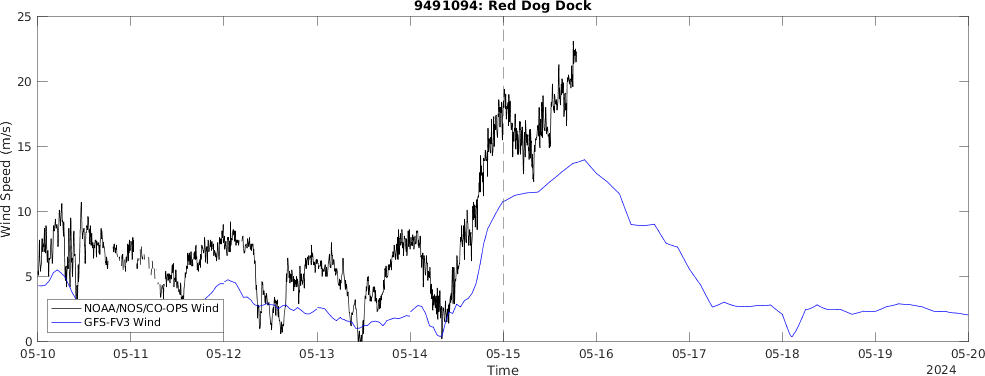 9491094: Red Dog Dock
25
20
15
10
5
0
Wind Speed (m/s)
NOAA/NOS/CO-OPS Wind
GFS-FV3 Wind
05-10 05-11 05-12 05-13 05-14 05-15 05-16 05-17 05-18 05-19 05-20
Time
2024